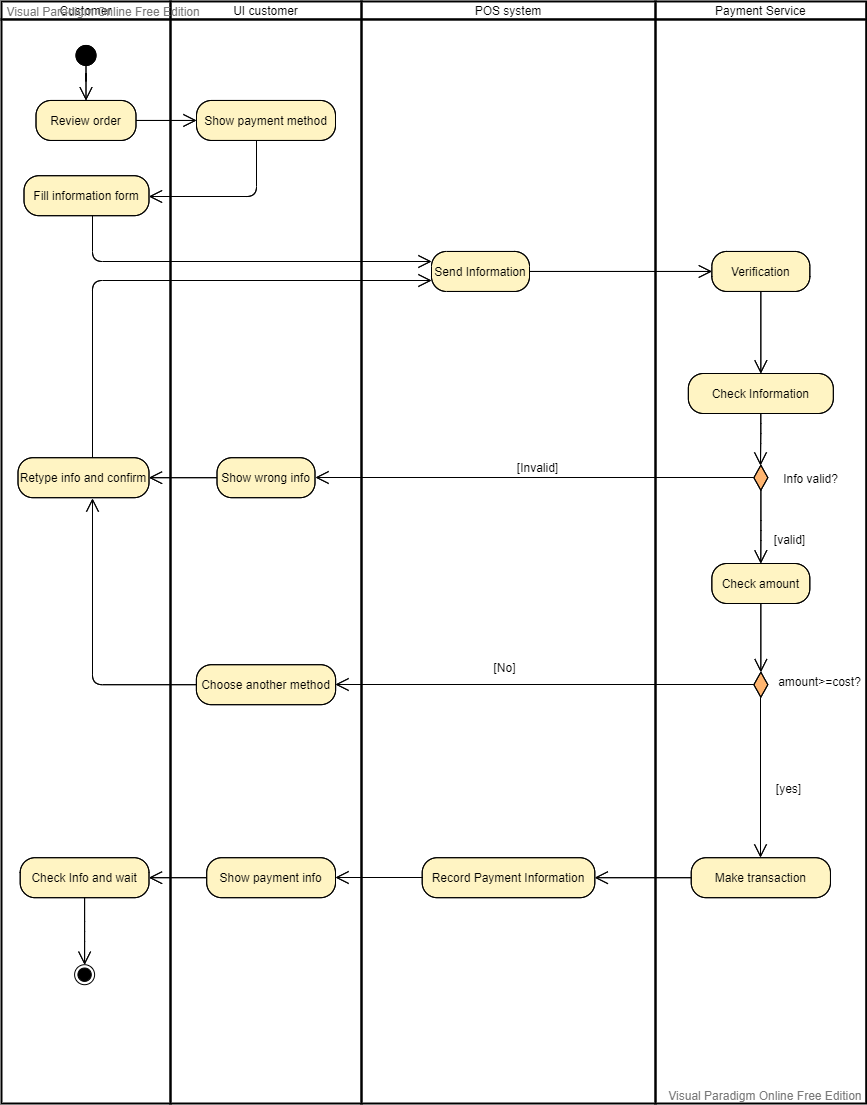 Visual Paradigm Online Free Edition
Customer
UI customer
POS system
Payment Service
Review order
Show payment method
Fill information form
Send Information
Verification
Check Information
[Invalid]
Retype info and confirm
Show wrong info
Info valid?
[valid]
Check amount
[No]
Choose another method
amount>=cost?
[yes]
Check Info and wait
Show payment info
Record Payment Information
Make transaction
Visual Paradigm Online Free Edition